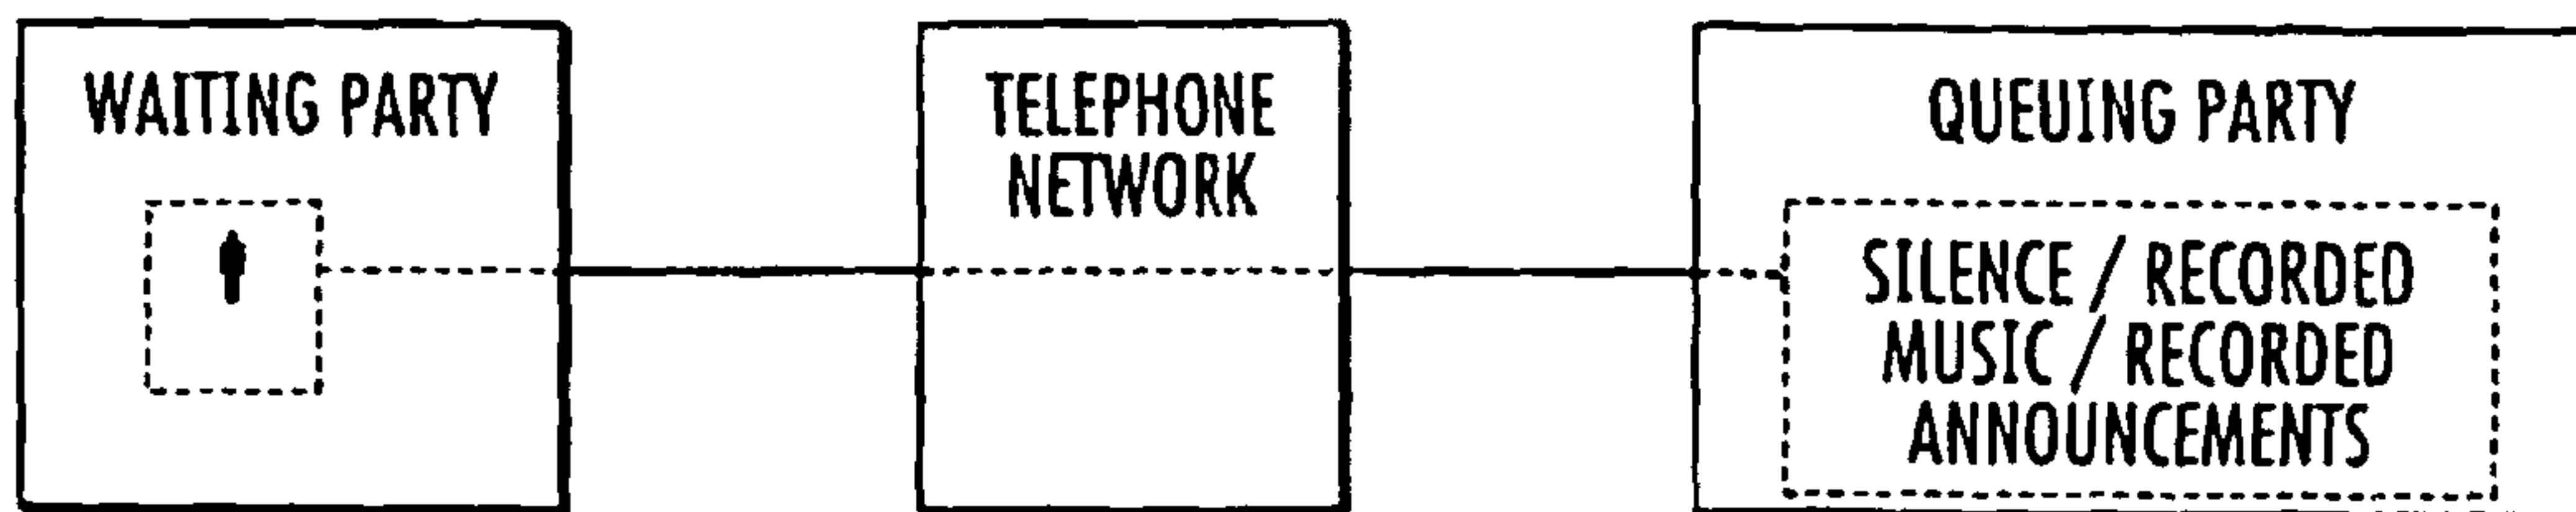 WAITING PARTY
TELEPHONE
NETWORK
QUEUING PARTY
SILENCE / RECORDED
MUSIC / RECORDED
ANNOUNCEMENTS